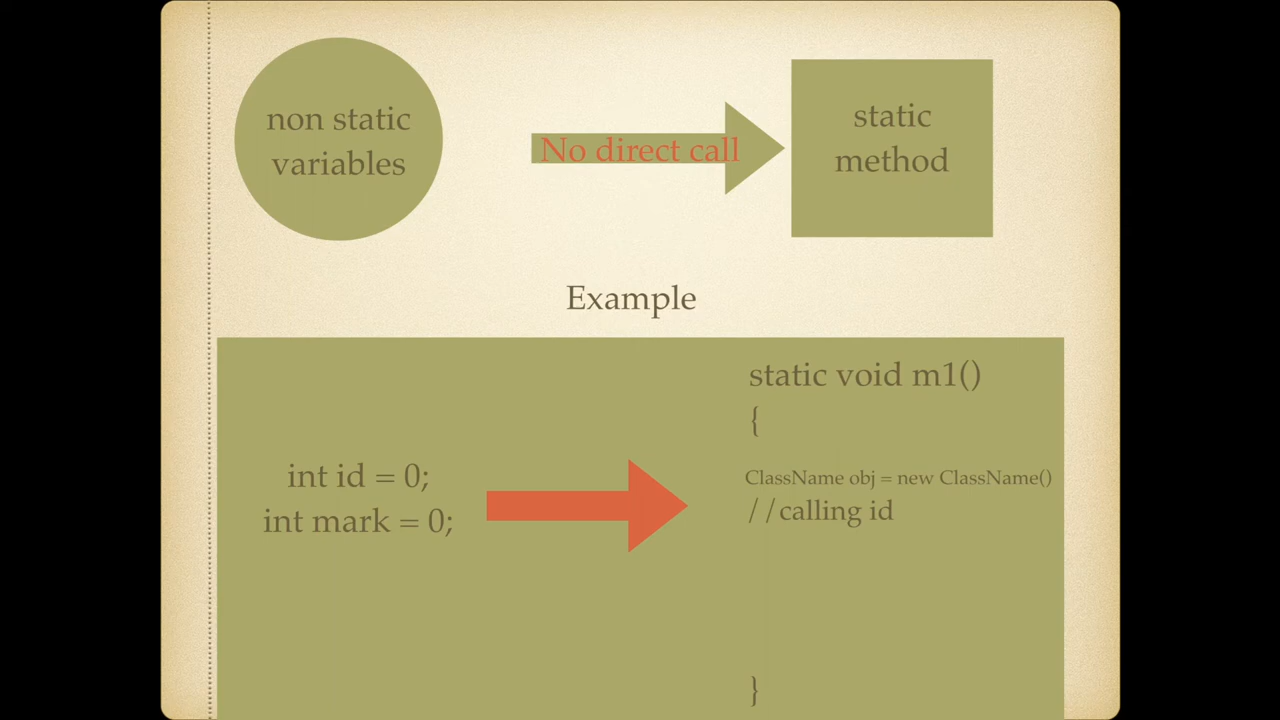 non static
variables
No direct call
static
method
Example
int id = 0;
int mark = 0;
static void m1()
{
ClassName obj = new ClassName()
//calling id
}